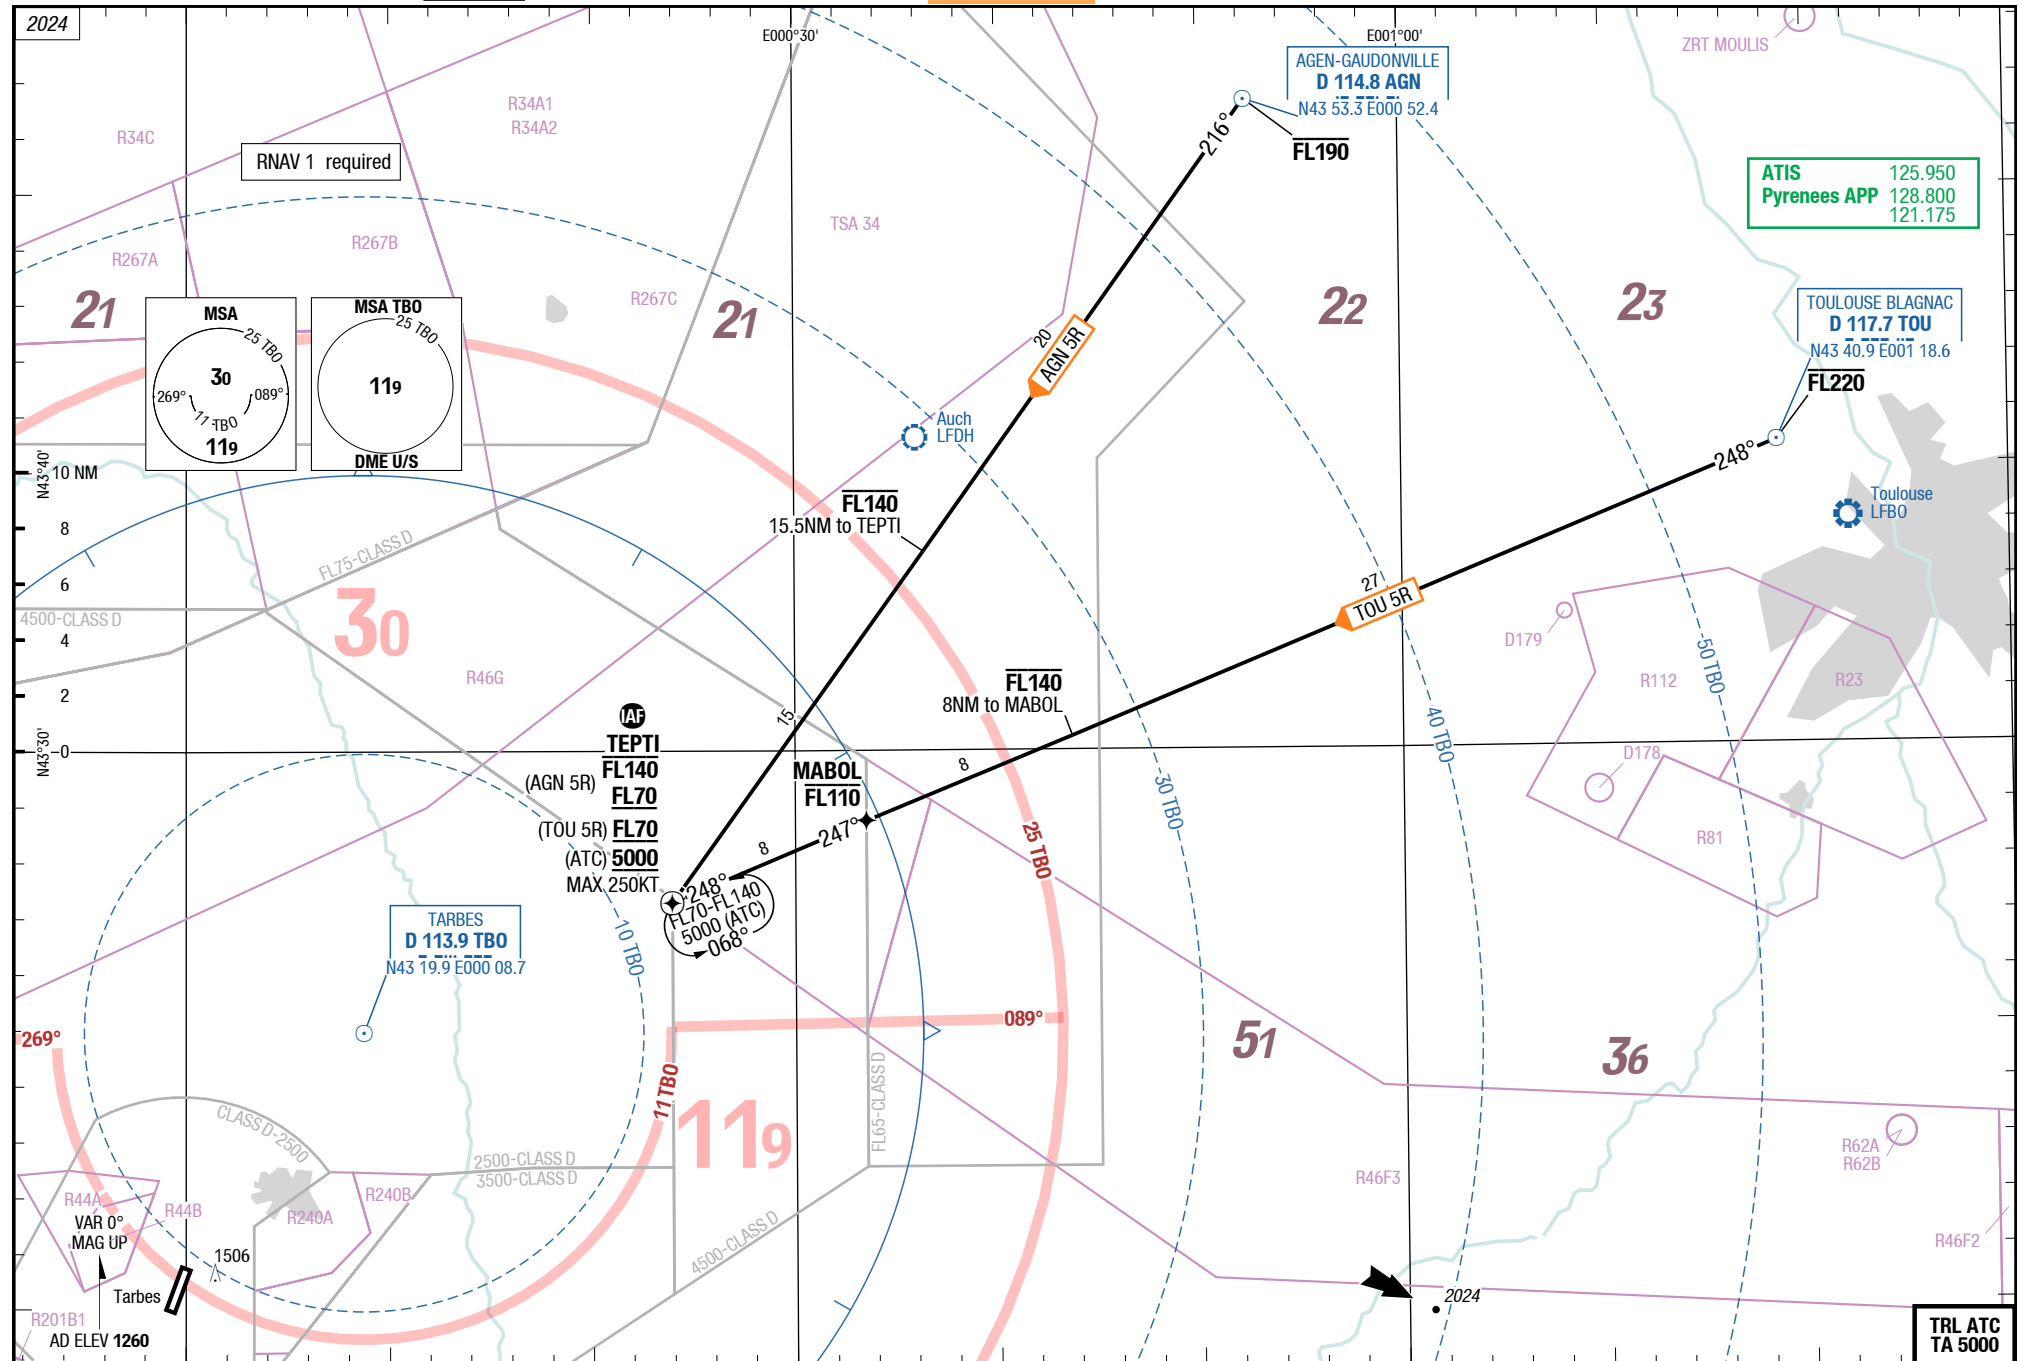 2024
E000°30'
E001°00'
ZRT MOULIS
AGEN-GAUDONVILLE
D 114.8 AGN
N43 53.3 E000 52.4
FL190
216°
R34A1
R34A2
R34C
RNAV 1 required
ATIS 125.950
Pyrenees APP 128.800
121.175
R267A
R267B
TSA 34
R267C
21
21
22
23
MSA
25 TBO
30
269°
089°
11 TBO
119
MSA TBO
25 TBO
119
DME U/S
TOULOUSE BLAGNAC
D 117.7 TOU
N43 40.9 E001 18.6
FL220
248°
20
AGN 5R
Auch
LFDH
N43°40'
10 NM
8
6
4
2
0
N43°30'
FL140
15.5NM to TEPTI
Toulouse
LFBO
FL75-CLASS D
4500-CLASS D
30
27
TOU 5R
D179
R112
R23
50 TBO
R46G
FL140
8NM to MABOL
40 TBO
15
IAF
TEPTI
(AGN 5R) FL140
FL70
(TOU 5R) FL70
(ATC) 5000
MAX 250KT
MABOL
FL110
8
30 TBO
D178
R81
247°
8
25 TBO
248°
FL70-FL140
5000 (ATC)
068°
TARBES
D 113.9 TBO
N43 19.9 E000 08.7
10 TBO
269°
089°
51
36
11 TBO
119
FL65-CLASS D
CLASS D-2500
2500-CLASS D
3500-CLASS D
R62A
R62B
R46F3
R44A
R44B
R240B
R240A
VAR 0°
MAG UP
4500-CLASS D
R46F2
1506
Tarbes
2024
R201B1
AD ELEV 1260
TRL ATC
TA 5000